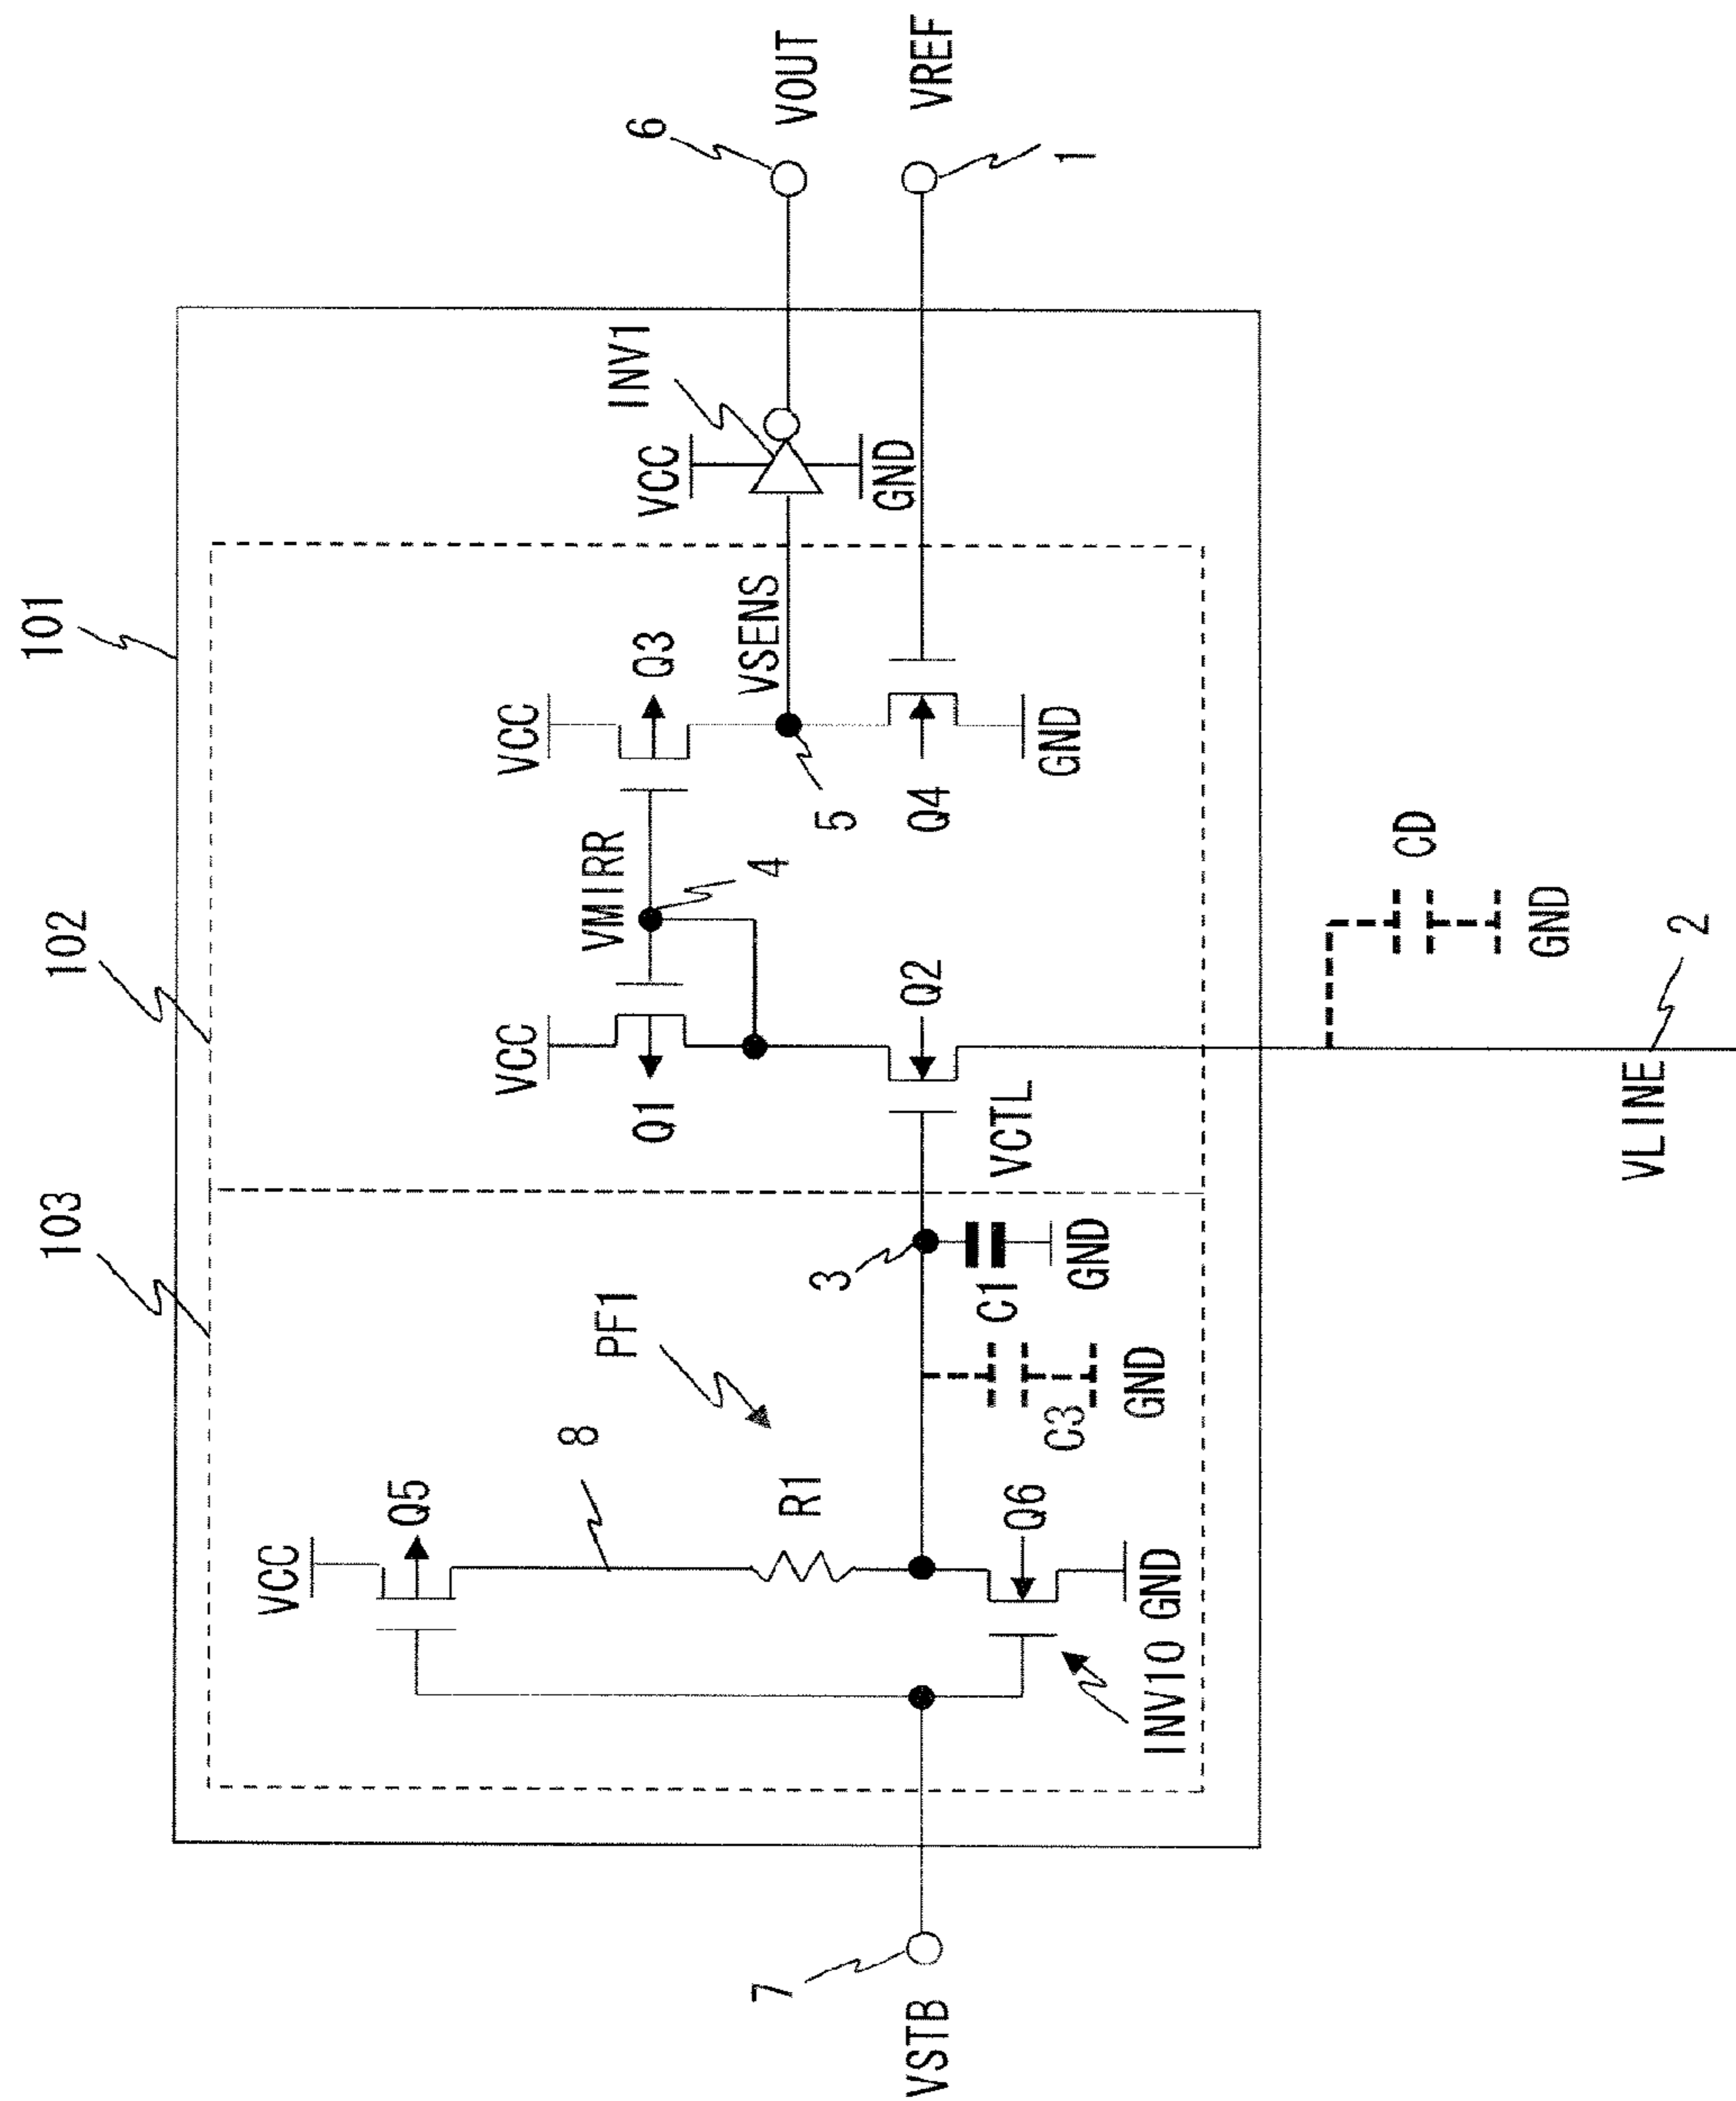 101
102
103
VCC
Q5
8
R1
PF1
VCC
Q1
VMIRR
4
VCC
Q3
VSENS
5
VCC
INV1
GND
6
VOUT
VREF
1
7
VSTB
INV10
GND
Q6
C3
GND
3
C1
GND
VCTL
Q2
Q4
GND
CD
GND
VLINE
2